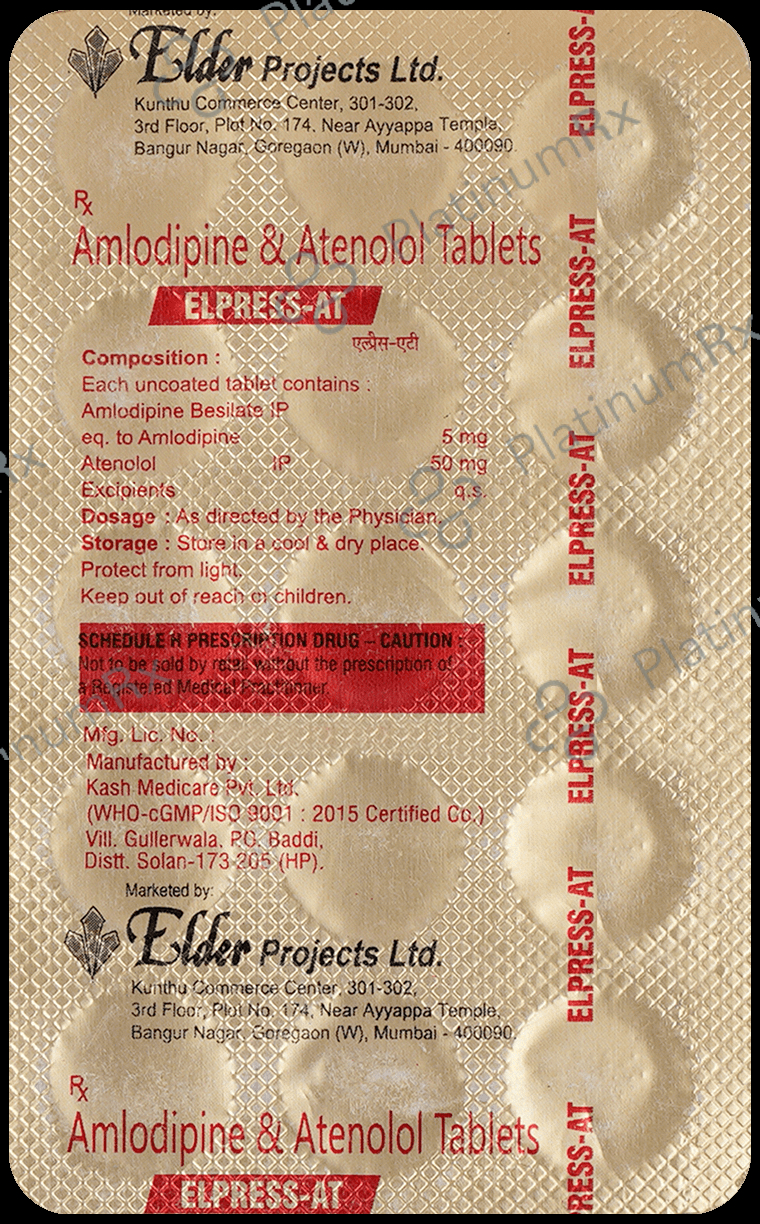 Marketed by:
Elder Projects Ltd.
Kunthu Commerce Center, 301-302,
3rd Floor, Plot No. 174, Near Ayyappa Temple,
Bangur Nagar, Goregaon (W), Mumbai - 400090.
Rx
Amlodipine & Atenolol Tablets
ELPRESS-AT
एल्प्रैस-एटी
Composition :
Each uncoated tablet contains :
Amlodipine Besilate IP
eq. to Amlodipine 5 mg
Atenolol IP 50 mg
Excipients q.s.
Dosage : As directed by the Physician.
Storage : Store in a cool & dry place.
Protect from light.
Keep out of reach of children.
SCHEDULE H PRESCRIPTION DRUG – CAUTION :
Not to be sold by retail without the prescription of
a Registered Medical Practitioner.
Mfg. Lic. No. :
Manufactured by :
Kash Medicare Pvt. Ltd.
(WHO-cGMP/ISO 9001 : 2015 Certified Co.)
Vill. Gullerwala, P.O. Baddi,
Distt. Solan-173 205 (HP).
Marketed by:
Elder Projects Ltd.
Kunthu Commerce Center, 301-302,
3rd Floor, Plot No. 174, Near Ayyappa Temple,
Bangur Nagar, Goregaon (W), Mumbai - 400090.
Rx
Amlodipine & Atenolol Tablets
ELPRESS-AT
ELPRESS-A
ELPRESS-AT
ELPRESS-AT
ELPRESS-AT
ELPRESS-AT
RESS-AT
PlatinumRx
PlatinumRx
PlatinumRx